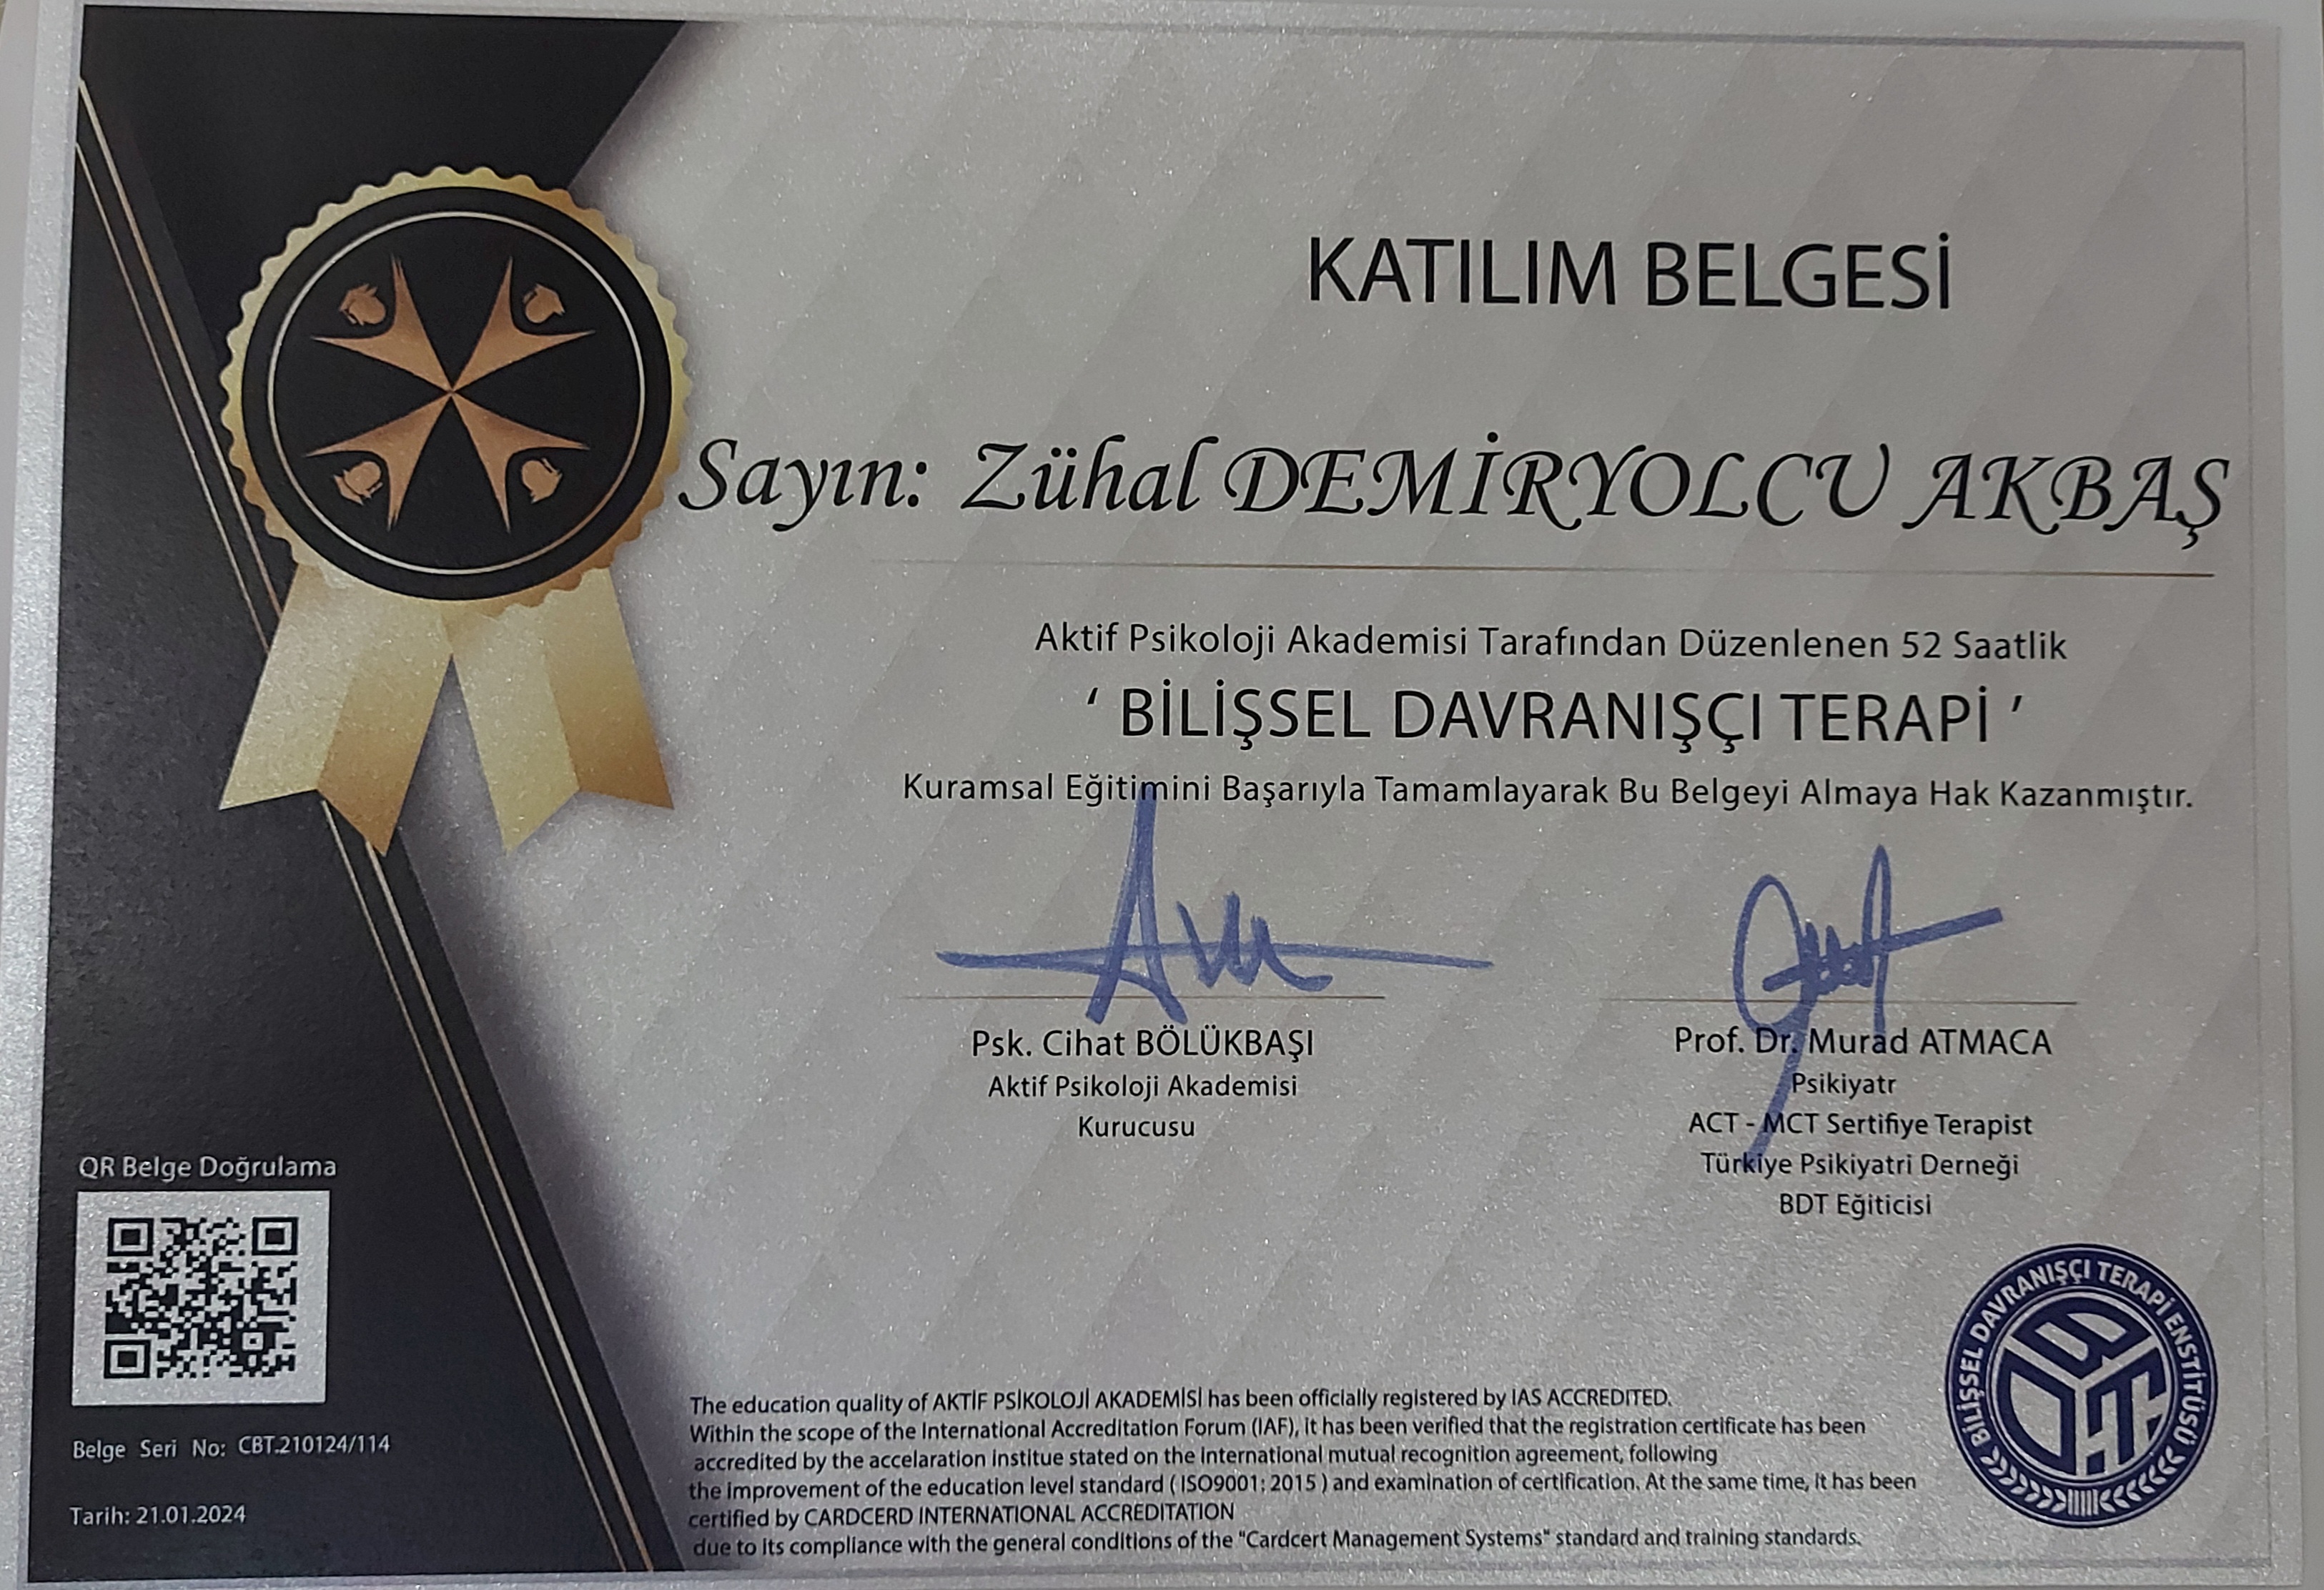 KATILIM BELGESİ
Sayın: Zühal DEMİRYOLCU AKBAŞ
Aktif Psikoloji Akademisi Tarafından Düzenlenen 52 Saatlik
‘ BİLİŞSEL DAVRANIŞÇI TERAPİ ’
Kuramsal Eğitimini Başarıyla Tamamlayarak Bu Belgeyi Almaya Hak Kazanmıştır.
Psk. Cihat BÖLÜKBAŞI
Aktif Psikoloji Akademisi
Kurucusu
Prof. Dr. Murad ATMACA
Psikiyatr
ACT - MCT Sertifiye Terapist
Türkiye Psikiyatri Derneği
BDT Eğiticisi
QR Belge Doğrulama
Belge Seri No: CBT.210124/114
Tarih: 21.01.2024
The education quality of AKTİF PSİKOLOJİ AKADEMİSİ has been officially registered by IAS ACCREDITED.
Within the scope of the International Accreditation Forum (IAF), it has been verified that the registration certificate has been
accredited by the accelaration institue stated on the international mutual recognition agreement, following
the improvement of the education level standard ( ISO9001: 2015 ) and examination of certification. At the same time, it has been
certified by CARDCERD INTERNATIONAL ACCREDITATION
due to its compliance with the general conditions of the "Cardcert Management Systems" standard and training standards.
BİLİŞSEL DAVRANIŞÇI TERAPİ ENSTİTÜSÜ
BDT